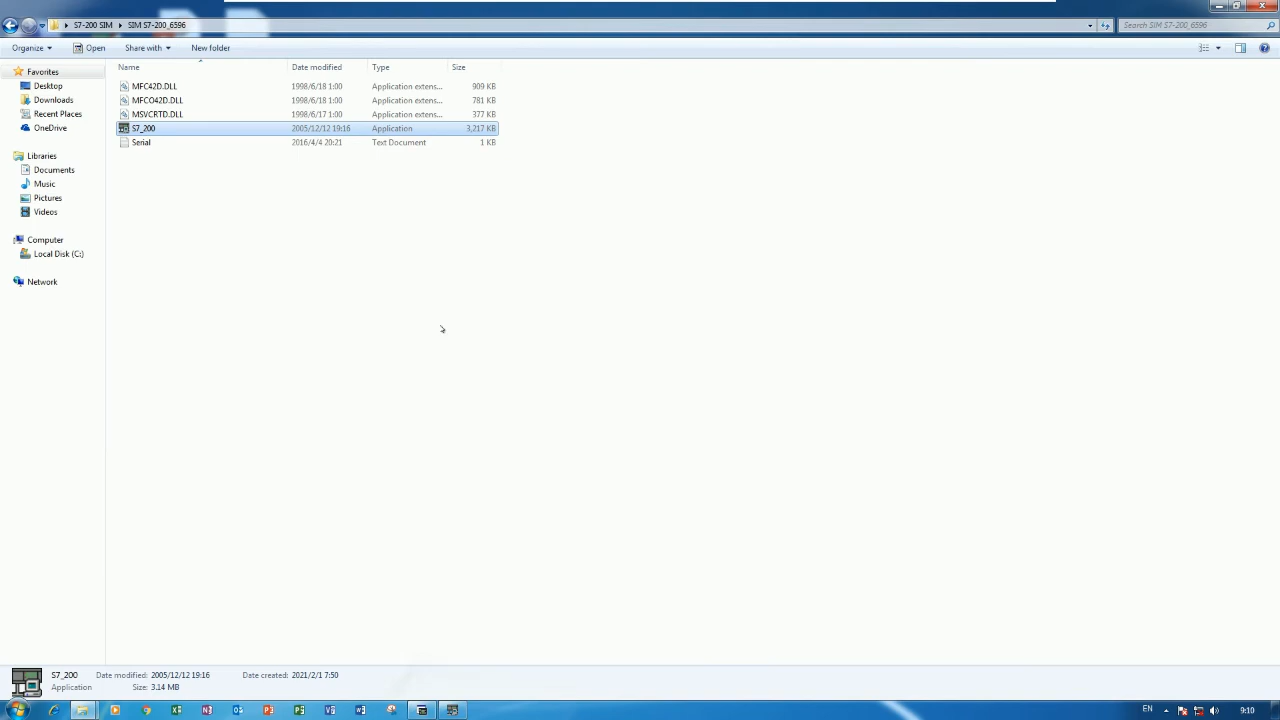 S7-200 SIM SIM S7-200_6596 Search SIM S7-200_6596
Organize Open Share with New folder
Favorites Name Date modified Type Size
Desktop MFC42D.DLL 1998/6/18 1:00 Application extens... 909 KB
Downloads MFCO42D.DLL 1998/6/18 1:00 Application extens... 781 KB
Recent Places MSVCRTD.DLL 1998/6/17 1:00 Application extens... 377 KB
OneDrive S7_200 2005/12/12 19:16 Application 3,217 KB
Serial 2016/4/4 20:21 Text Document 1 KB
Libraries
Documents
Music
Pictures
Videos
Computer
Local Disk (C:)
Network
S7_200 Date modified: 2005/12/12 19:16 Date created: 2021/2/1 7:50
Application Size: 3.14 MB
EN 9:10